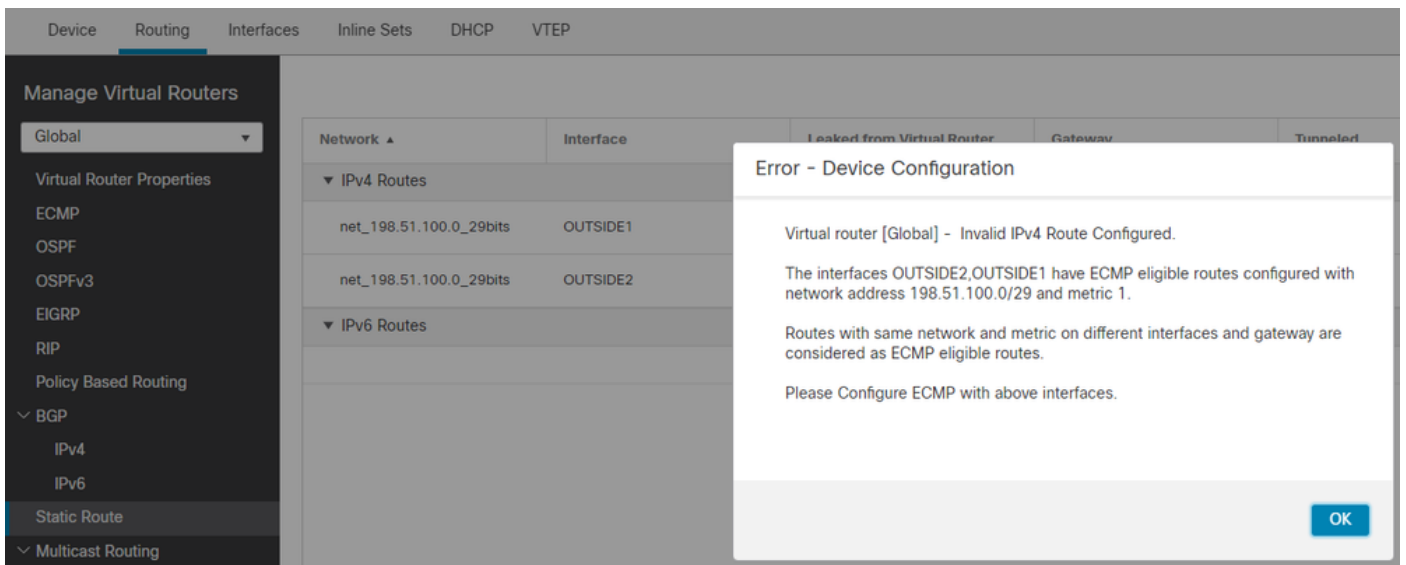 Device Routing Interfaces Inline Sets DHCP VTEP
Manage Virtual Routers
Global
Virtual Router Properties
ECMP
OSPF
OSPFv3
EIGRP
RIP
Policy Based Routing
BGP
IPv4
IPv6
Static Route
Multicast Routing
Network Interface Leaked from Virtual Router Gateway Tunneled
IPv4 Routes
net_198.51.100.0_29bits OUTSIDE1
net_198.51.100.0_29bits OUTSIDE2
IPv6 Routes
Error - Device Configuration
Virtual router [Global] - Invalid IPv4 Route Configured.
The interfaces OUTSIDE2,OUTSIDE1 have ECMP eligible routes configured with
network address 198.51.100.0/29 and metric 1.
Routes with same network and metric on different interfaces and gateway are
considered as ECMP eligible routes.
Please Configure ECMP with above interfaces.
OK